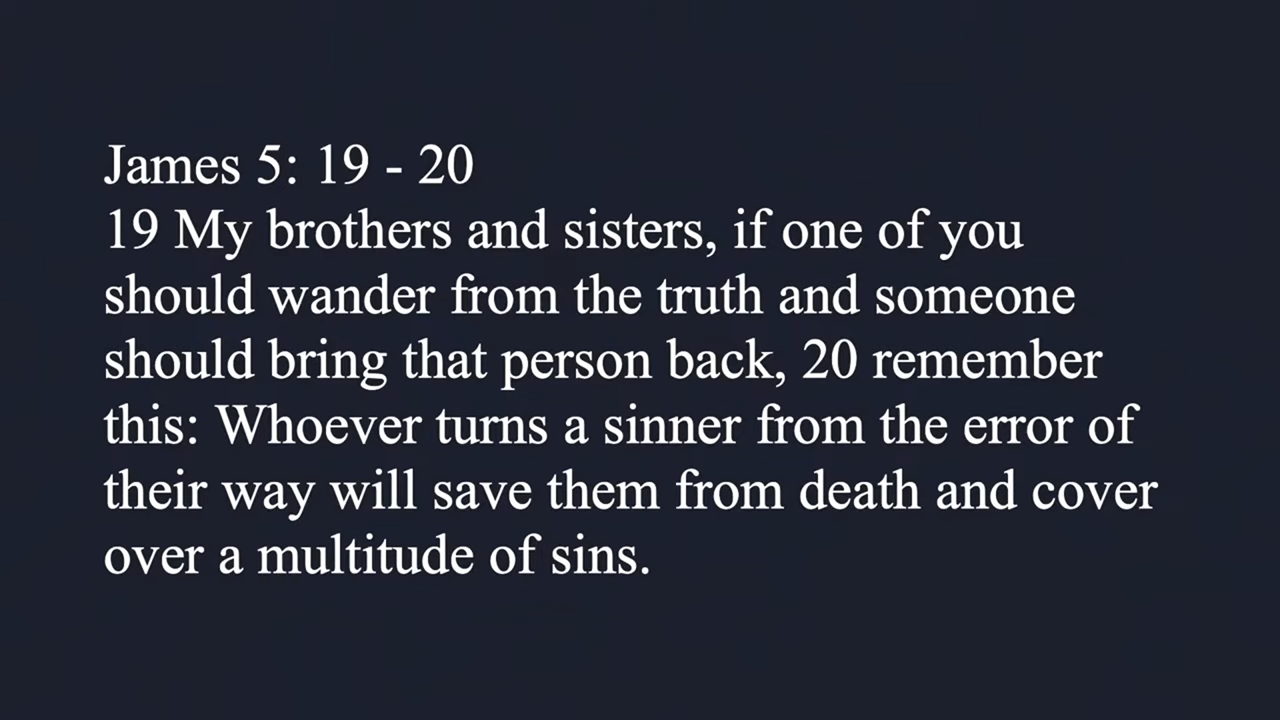 James 5: 19 - 20
19 My brothers and sisters, if one of you
should wander from the truth and someone
should bring that person back, 20 remember
this: Whoever turns a sinner from the error of
their way will save them from death and cover
over a multitude of sins.